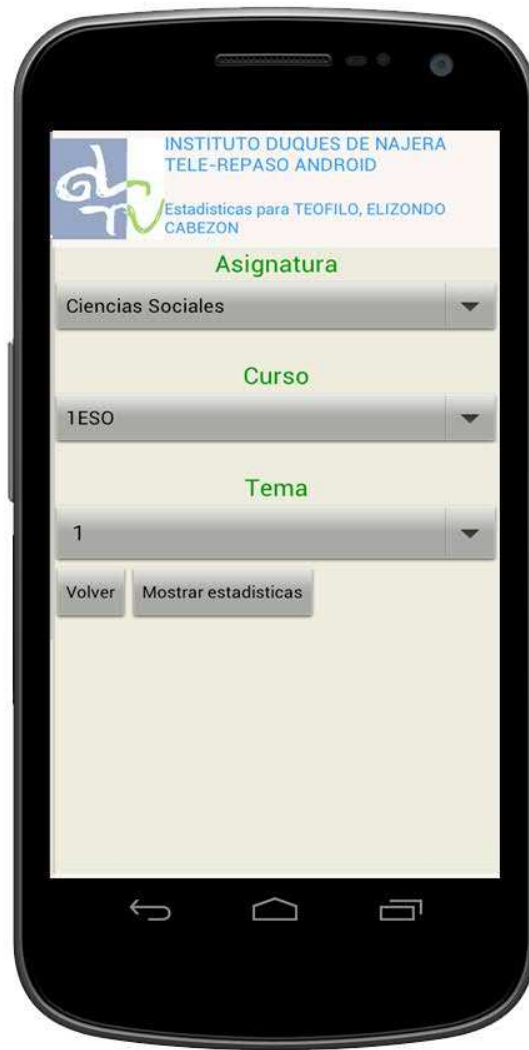 INSTITUTO DUQUES DE NAJERA
TELE-REPASO ANDROID
Estadisticas para TEOFILO, ELIZONDO
CABEZON
Asignatura
Ciencias Sociales
Curso
1ESO
Tema
1
Volver Mostrar estadisticas